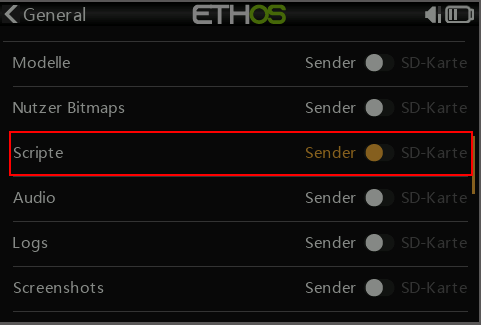 General ETHOS
Modelle Sender SD-Karte
Nutzer Bitmaps Sender SD-Karte
Scripte Sender SD-Karte
Audio Sender SD-Karte
Logs Sender SD-Karte
Screenshots Sender SD-Karte